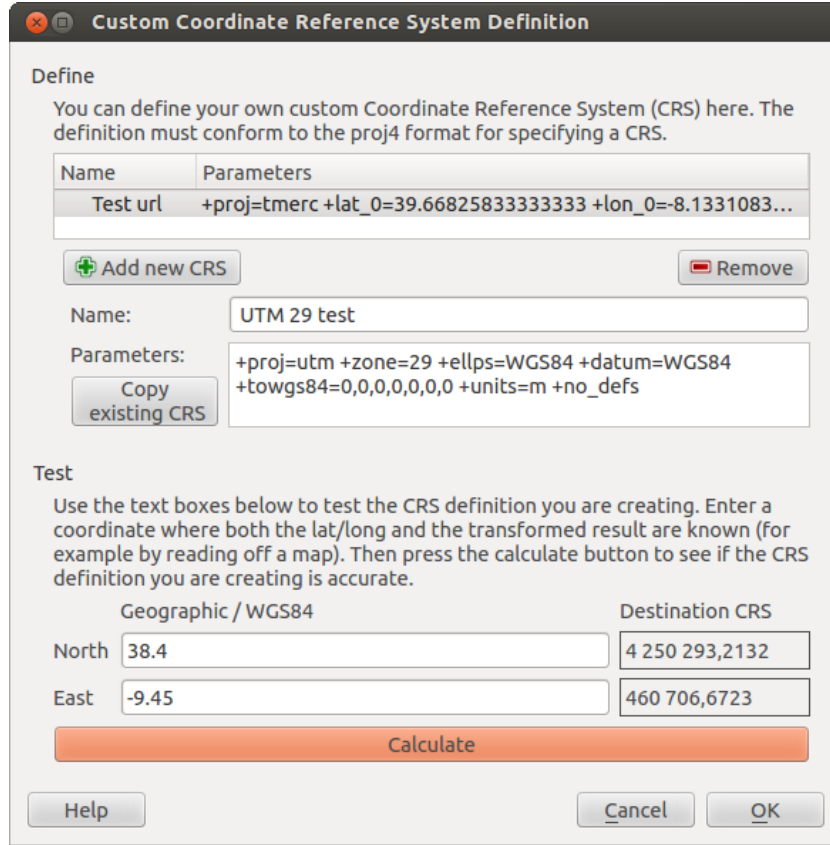 Custom Coordinate Reference System Definition
Define
You can define your own custom Coordinate Reference System (CRS) here. The
definition must conform to the proj4 format for specifying a CRS.
Name Parameters
Test url +proj=tmerc +lat_0=39.66825833333333 +lon_0=-8.1331083...
Add new CRS Remove
Name: UTM 29 test
Parameters: +proj=utm +zone=29 +ellps=WGS84 +datum=WGS84
+towgs84=0,0,0,0,0,0,0 +units=m +no_defs
Copy
existing CRS
Test
Use the text boxes below to test the CRS definition you are creating. Enter a
coordinate where both the lat/long and the transformed result are known (for
example by reading off a map). Then press the calculate button to see if the CRS
definition you are creating is accurate.
Geographic / WGS84 Destination CRS
North 38.4 4 250 293,2132
East -9.45 460 706,6723
Calculate
Help Cancel OK